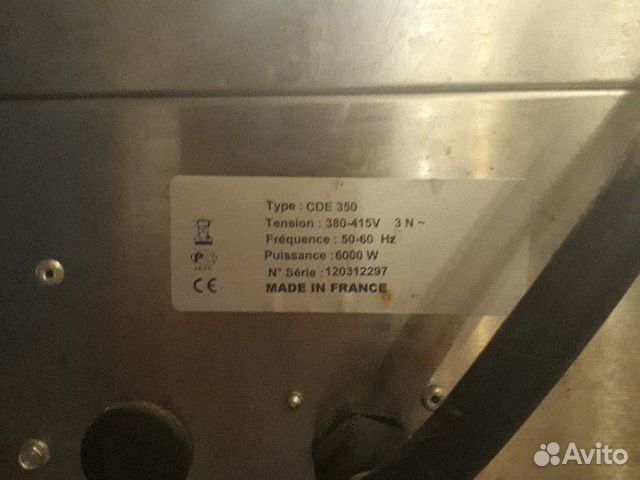 Type : CDE 350
Tension : 380-415V 3 N ~
Fréquence : 50-60 Hz
Puissance :6000 W
N° Série :120312297
MADE IN FRANCE
CE
Avito